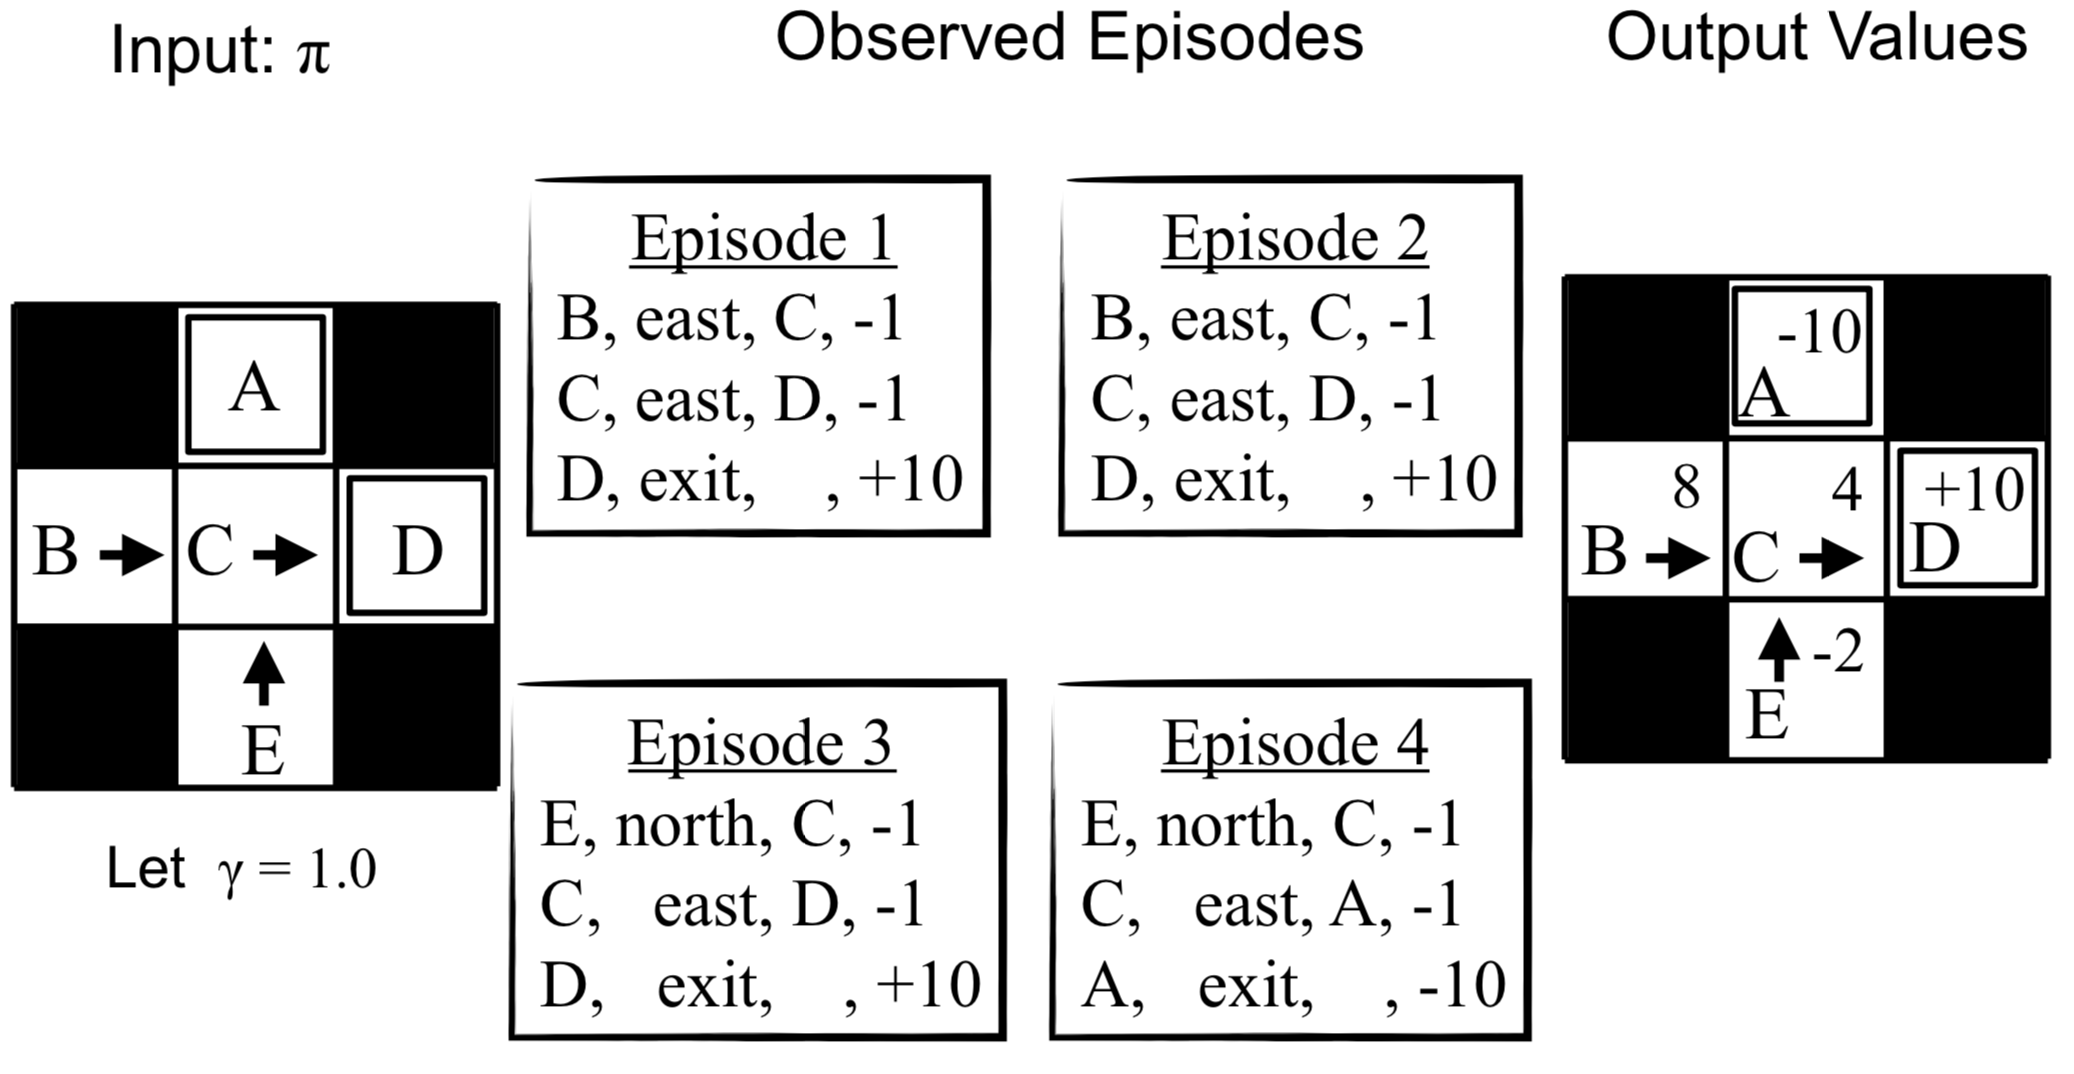 Input: π
Observed Episodes
Output Values
A
B
C
D
E
Let γ = 1.0
Episode 1
B, east, C, -1
C, east, D, -1
D, exit, , +10
Episode 2
B, east, C, -1
C, east, D, -1
D, exit, , +10
Episode 3
E, north, C, -1
C, east, D, -1
D, exit, , +10
Episode 4
E, north, C, -1
C, east, A, -1
A, exit, , -10
-10
A
8
B
4
C
+10
D
-2
E